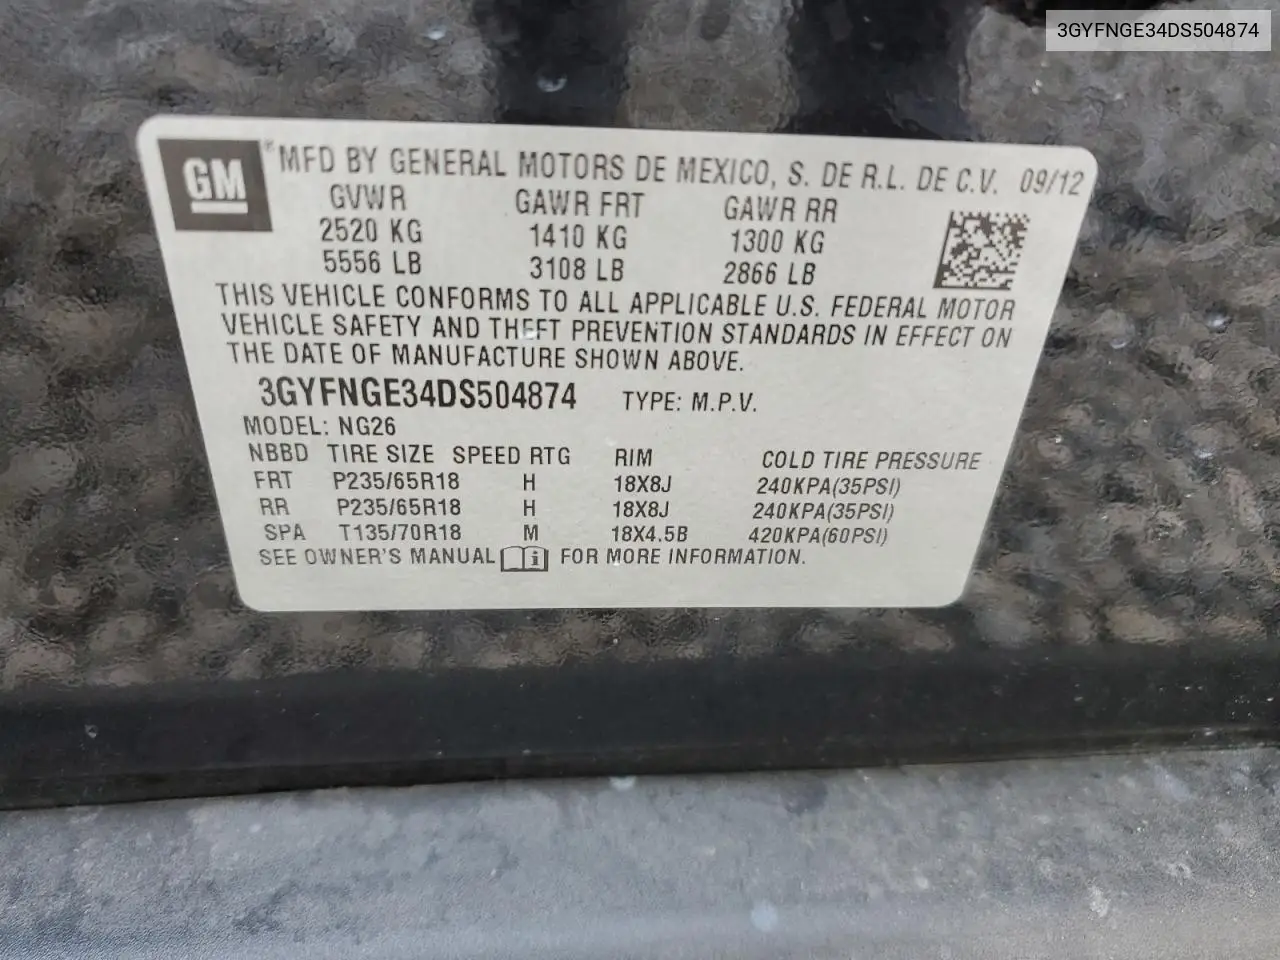 3GYFNGE34DS504874
GM ® MFD BY GENERAL MOTORS DE MEXICO, S. DE R.L. DE C.V. 09/12
GVWR GAWR FRT GAWR RR
2520 KG 1410 KG 1300 KG
5556 LB 3108 LB 2866 LB
THIS VEHICLE CONFORMS TO ALL APPLICABLE U.S. FEDERAL MOTOR
VEHICLE SAFETY AND THEFT PREVENTION STANDARDS IN EFFECT ON
THE DATE OF MANUFACTURE SHOWN ABOVE.
3GYFNGE34DS504874 TYPE: M.P.V.
MODEL: NG26
NBBD TIRE SIZE SPEED RTG RIM COLD TIRE PRESSURE
FRT P235/65R18 H 18X8J 240KPA(35PSI)
RR P235/65R18 H 18X8J 240KPA(35PSI)
SPA T135/70R18 M 18X4.5B 420KPA(60PSI)
SEE OWNER'S MANUAL i FOR MORE INFORMATION.